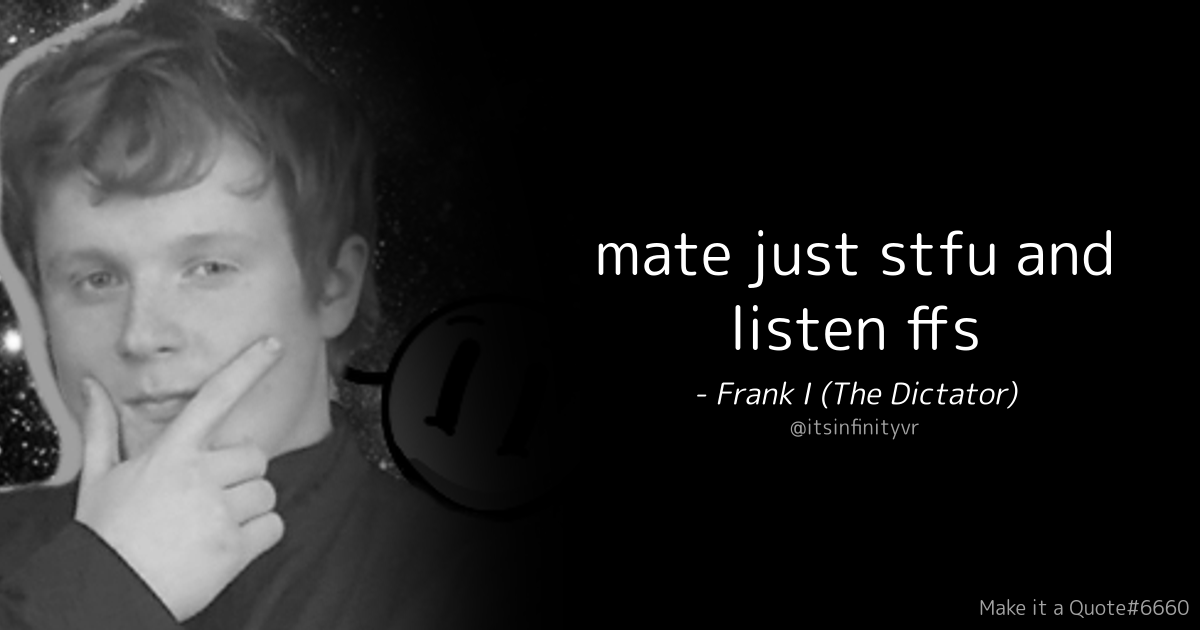 mate just stfu and
listen ffs
- Frank I (The Dictator)
@itsinfinityvr
Make it a Quote#6660